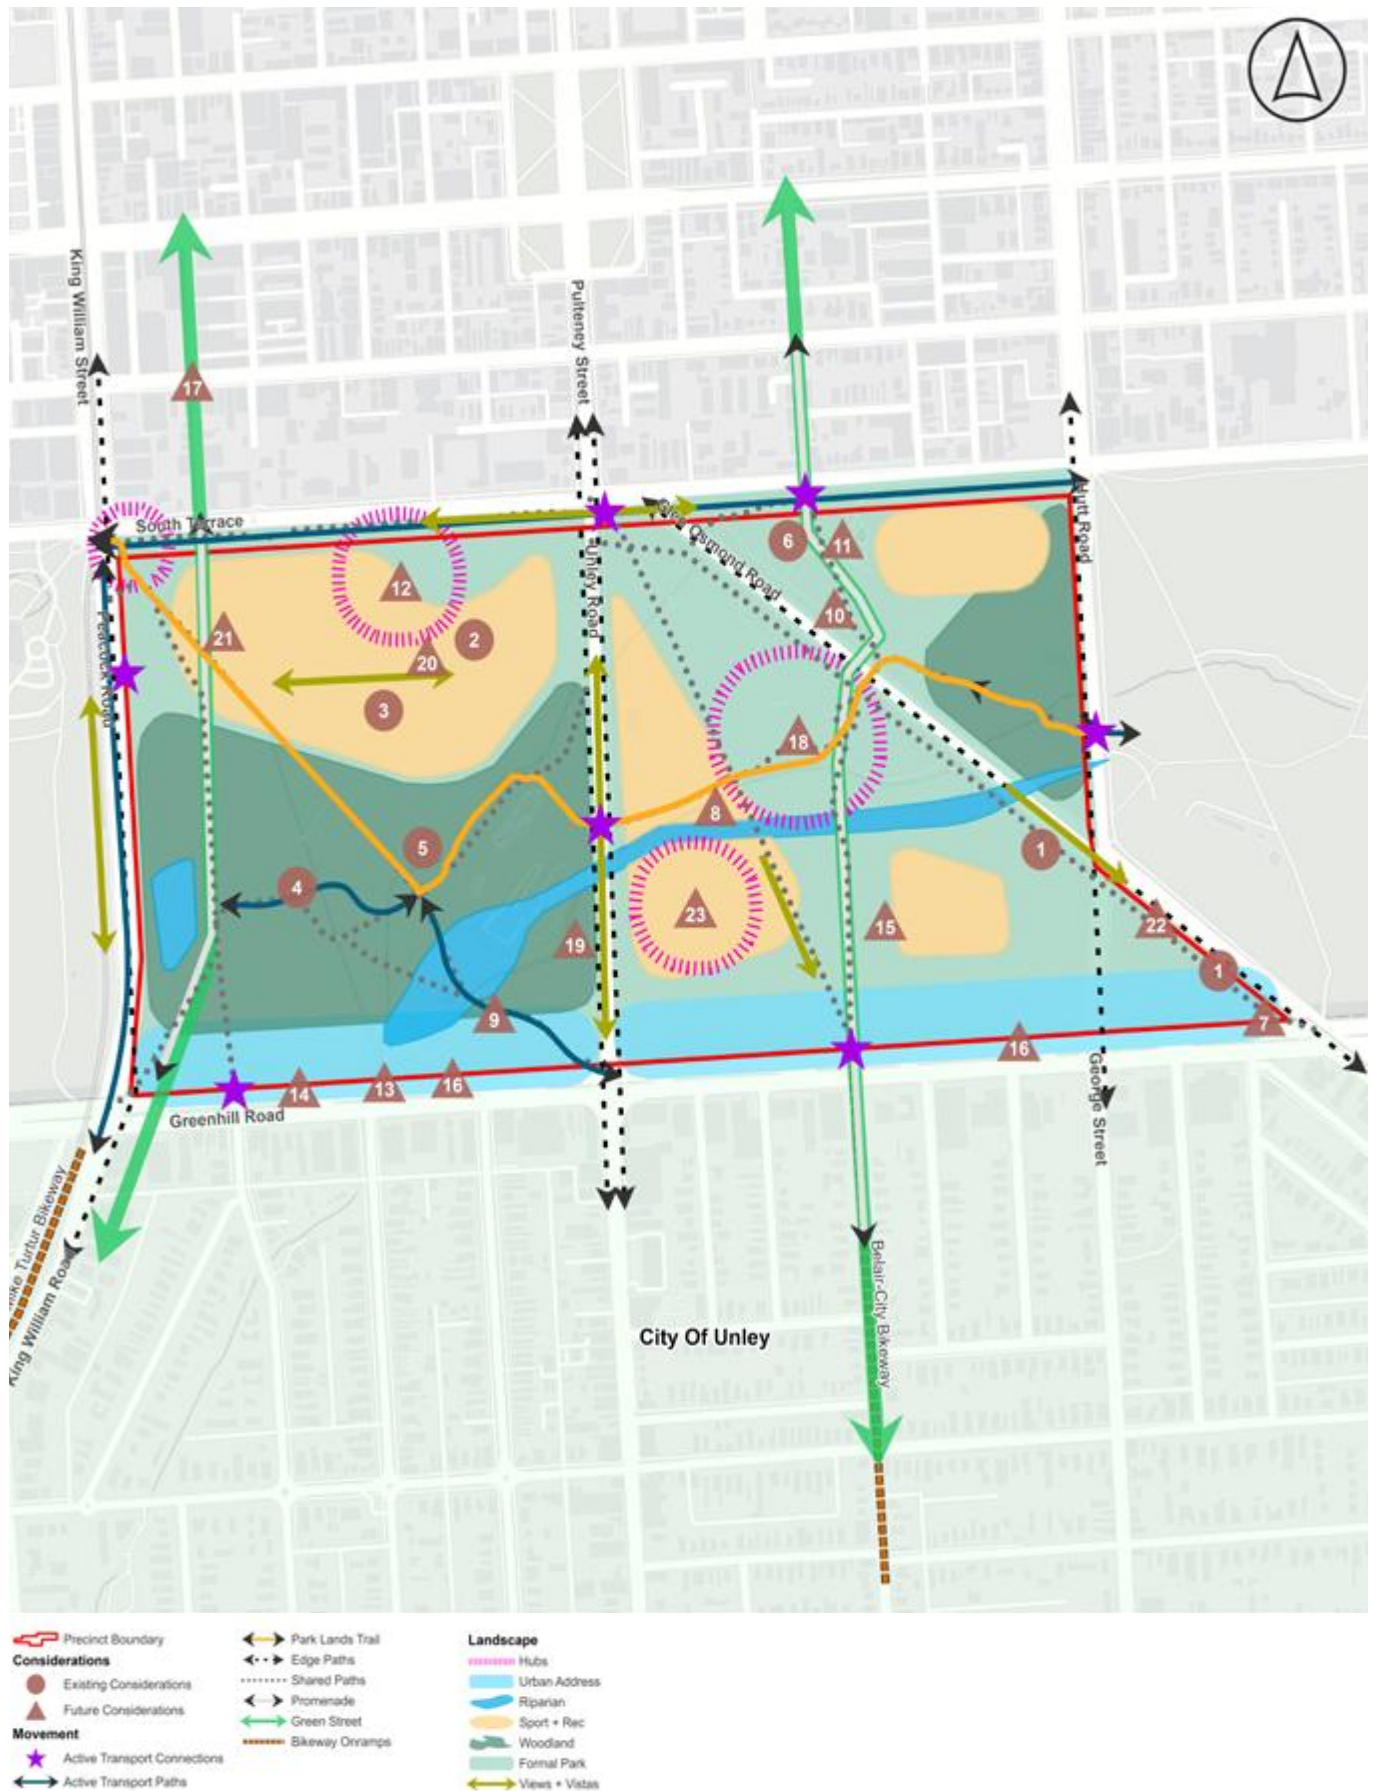 King William Street
Pulteney Street
17
South Terrace
Glen Osmond Road
Hutt Road
Unley Road
Peacock Road
6
11
12
10
21
2
20
3
18
8
5
1
4
23
15
22
19
1
9
7
16
14
13
16
Greenhill Road
George Street
Mike Turtur Bikeway
King William Road
Belair-City Bikeway
City Of Unley
Precinct Boundary
Considerations
Existing Considerations
Future Considerations
Movement
Active Transport Connections
Active Transport Paths
Park Lands Trail
Edge Paths
Shared Paths
Promenade
Green Street
Bikeway Onramps
Landscape
Hubs
Urban Address
Riparian
Sport + Rec
Woodland
Formal Park
Views + Vistas